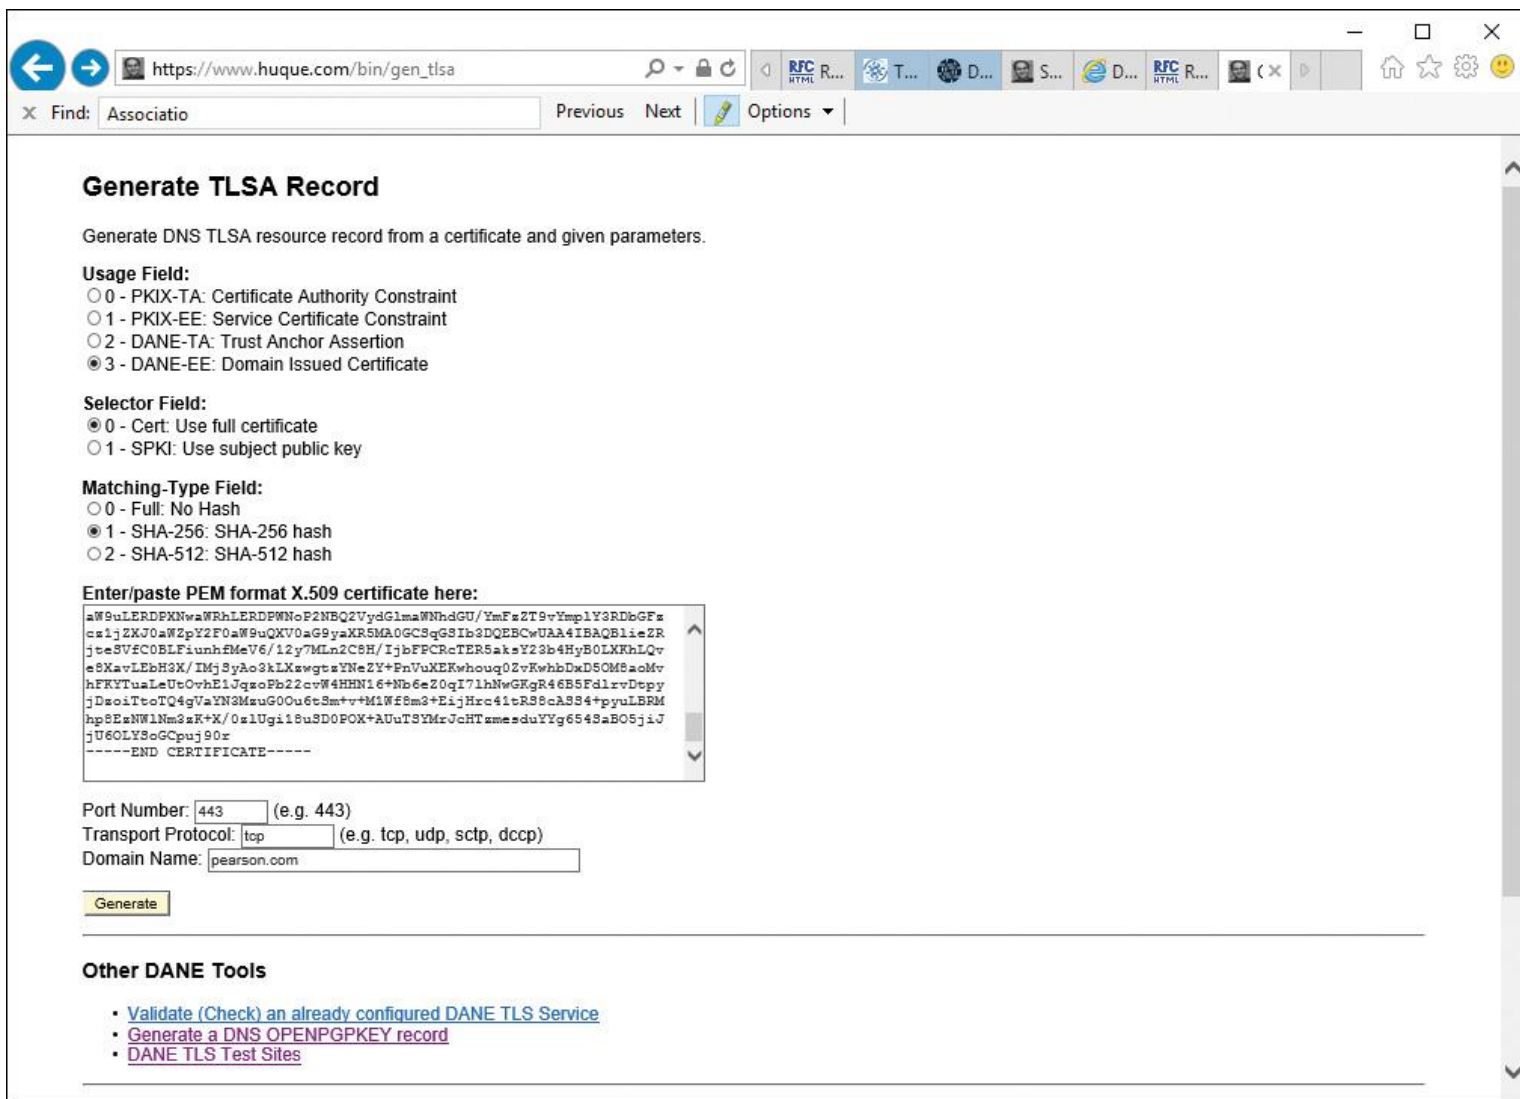 https://www.huque.com/bin/gen_tlsa
RFC HTML R... T... D... S... D... RFC HTML R... (
x Find: Associatio Previous Next Options
Generate TLSA Record
Generate DNS TLSA resource record from a certificate and given parameters.
Usage Field:
0 - PKIX-TA: Certificate Authority Constraint
1 - PKIX-EE: Service Certificate Constraint
2 - DANE-TA: Trust Anchor Assertion
3 - DANE-EE: Domain Issued Certificate
Selector Field:
0 - Cert: Use full certificate
1 - SPKI: Use subject public key
Matching-Type Field:
0 - Full: No Hash
1 - SHA-256: SHA-256 hash
2 - SHA-512: SHA-512 hash
Enter/paste PEM format X.509 certificate here:
-----END CERTIFICATE-----
Port Number: 443 (e.g. 443)
Transport Protocol: tcp (e.g. tcp, udp, sctp, dccp)
Domain Name: pearson.com
Generate
Other DANE Tools
• Validate (Check) an already configured DANE TLS Service
• Generate a DNS OPENPGPKEY record
• DANE TLS Test Sites